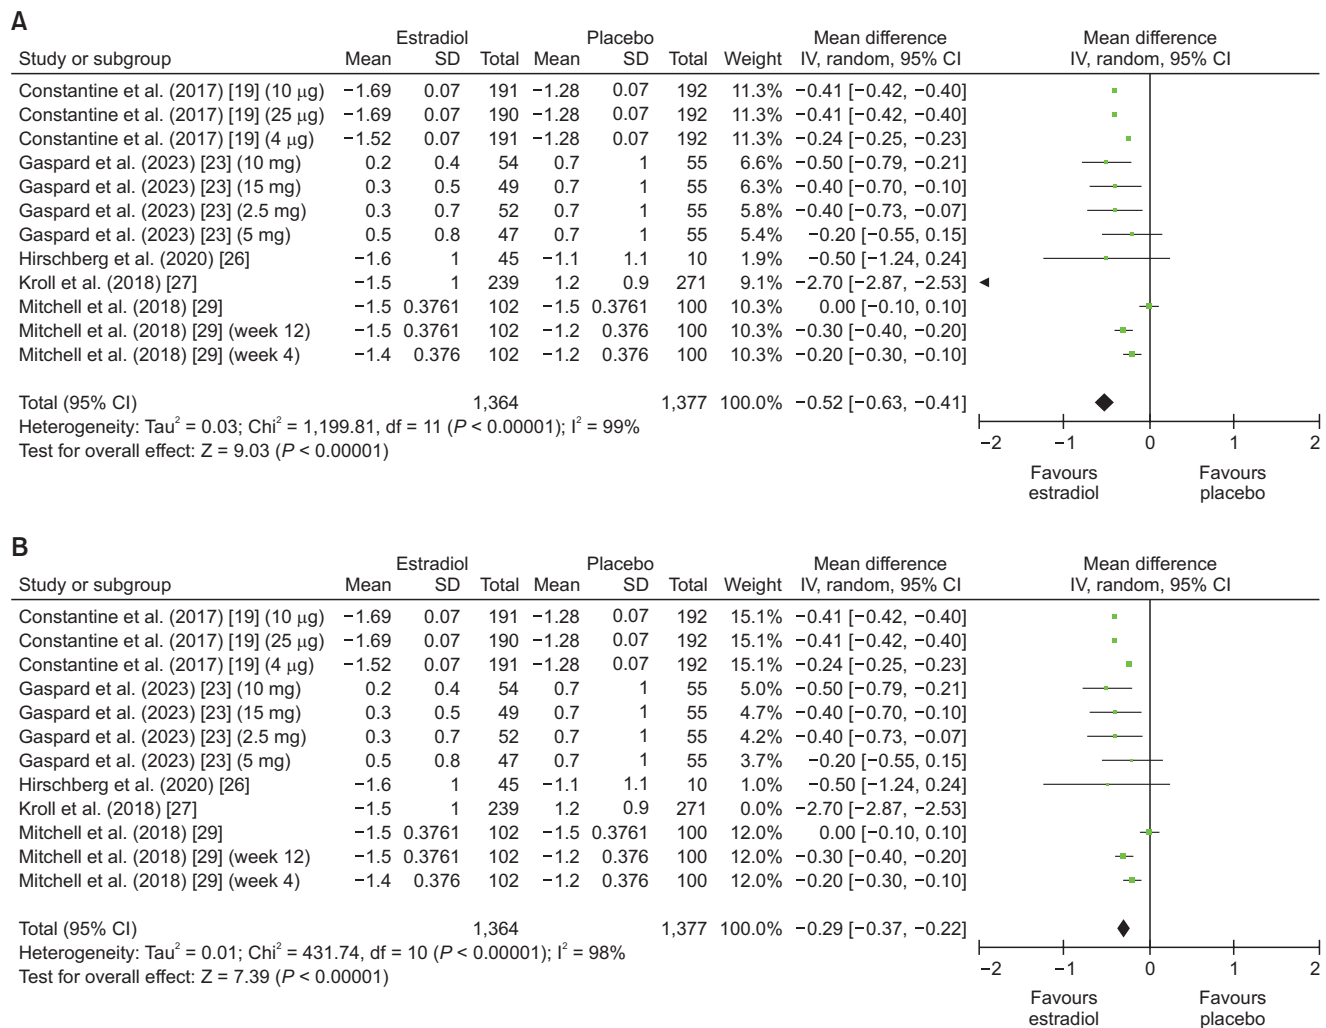 A
Estradiol Placebo Mean difference Mean difference
Study or subgroup Mean SD Total Mean SD Total Weight IV, random, 95% CI IV, random, 95% CI
Constantine et al. (2017) [19] (10 μg) −1.69 0.07 191 −1.28 0.07 192 11.3% −0.41 [−0.42, −0.40]
Constantine et al. (2017) [19] (25 μg) −1.69 0.07 190 −1.28 0.07 192 11.3% −0.41 [−0.42, −0.40]
Constantine et al. (2017) [19] (4 μg) −1.52 0.07 191 −1.28 0.07 192 11.3% −0.24 [−0.25, −0.23]
Gaspard et al. (2023) [23] (10 mg) 0.2 0.4 54 0.7 1 55 6.6% −0.50 [−0.79, −0.21]
Gaspard et al. (2023) [23] (15 mg) 0.3 0.5 49 0.7 1 55 6.3% −0.40 [−0.70, −0.10]
Gaspard et al. (2023) [23] (2.5 mg) 0.3 0.7 52 0.7 1 55 5.8% −0.40 [−0.73, −0.07]
Gaspard et al. (2023) [23] (5 mg) 0.5 0.8 47 0.7 1 55 5.4% −0.20 [−0.55, 0.15]
Hirschberg et al. (2020) [26] −1.6 1 45 −1.1 1.1 10 1.9% −0.50 [−1.24, 0.24]
Kroll et al. (2018) [27] −1.5 1 239 1.2 0.9 271 9.1% −2.70 [−2.87, −2.53]
Mitchell et al. (2018) [29] −1.5 0.3761 102 −1.5 0.3761 100 10.3% 0.00 [−0.10, 0.10]
Mitchell et al. (2018) [29] (week 12) −1.5 0.3761 102 −1.2 0.376 100 10.3% −0.30 [−0.40, −0.20]
Mitchell et al. (2018) [29] (week 4) −1.4 0.376 102 −1.2 0.376 100 10.3% −0.20 [−0.30, −0.10]
Total (95% CI) 1,364 1,377 100.0% −0.52 [−0.63, −0.41]
Heterogeneity: Tau² = 0.03; Chi² = 1,199.81, df = 11 (P < 0.00001); I² = 99%
Test for overall effect: Z = 9.03 (P < 0.00001)
−2 −1 0 1 2
Favours Favours
estradiol placebo
B
Estradiol Placebo Mean difference Mean difference
Study or subgroup Mean SD Total Mean SD Total Weight IV, random, 95% CI IV, random, 95% CI
Constantine et al. (2017) [19] (10 μg) −1.69 0.07 191 −1.28 0.07 192 15.1% −0.41 [−0.42, −0.40]
Constantine et al. (2017) [19] (25 μg) −1.69 0.07 190 −1.28 0.07 192 15.1% −0.41 [−0.42, −0.40]
Constantine et al. (2017) [19] (4 μg) −1.52 0.07 191 −1.28 0.07 192 15.1% −0.24 [−0.25, −0.23]
Gaspard et al. (2023) [23] (10 mg) 0.2 0.4 54 0.7 1 55 5.0% −0.50 [−0.79, −0.21]
Gaspard et al. (2023) [23] (15 mg) 0.3 0.5 49 0.7 1 55 4.7% −0.40 [−0.70, −0.10]
Gaspard et al. (2023) [23] (2.5 mg) 0.3 0.7 52 0.7 1 55 4.2% −0.40 [−0.73, −0.07]
Gaspard et al. (2023) [23] (5 mg) 0.5 0.8 47 0.7 1 55 3.7% −0.20 [−0.55, 0.15]
Hirschberg et al. (2020) [26] −1.6 1 45 −1.1 1.1 10 1.0% −0.50 [−1.24, 0.24]
Kroll et al. (2018) [27] −1.5 1 239 1.2 0.9 271 0.0% −2.70 [−2.87, −2.53]
Mitchell et al. (2018) [29] −1.5 0.3761 102 −1.5 0.3761 100 12.0% 0.00 [−0.10, 0.10]
Mitchell et al. (2018) [29] (week 12) −1.5 0.3761 102 −1.2 0.376 100 12.0% −0.30 [−0.40, −0.20]
Mitchell et al. (2018) [29] (week 4) −1.4 0.376 102 −1.2 0.376 100 12.0% −0.20 [−0.30, −0.10]
Total (95% CI) 1,364 1,377 100.0% −0.29 [−0.37, −0.22]
Heterogeneity: Tau² = 0.01; Chi² = 431.74, df = 10 (P < 0.00001); I² = 98%
Test for overall effect: Z = 7.39 (P < 0.00001)
−2 −1 0 1 2
Favours Favours
estradiol placebo